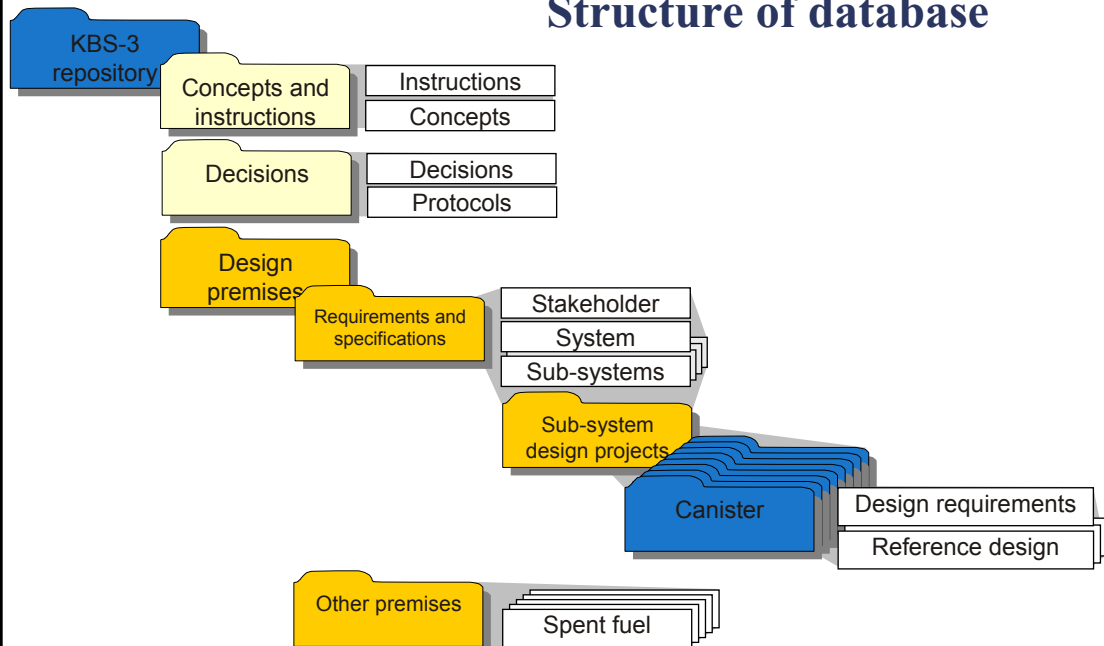 Structure of database
KBS-3
repository
Concepts and
instructions
Instructions
Concepts
Decisions
Decisions
Protocols
Design
premises
Requirements and
specifications
Stakeholder
System
Sub-systems
Sub-system
design projects
Canister
Design requirements
Reference design
Other premises
Spent fuel